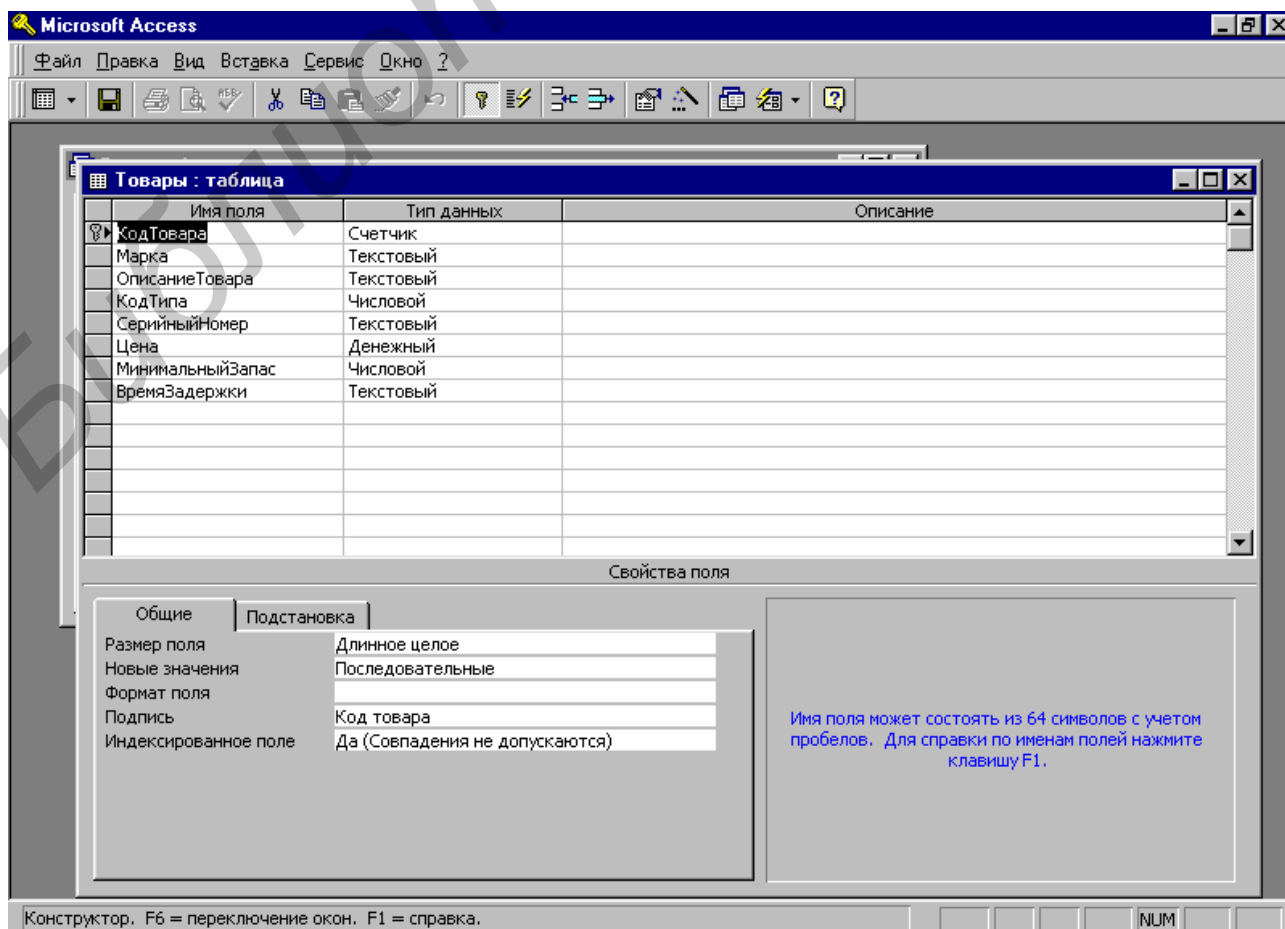 Microsoft Access
Файл Правка Вид Вставка Сервис Окно ?
Товары : таблица
Имя поля Тип данных Описание
КодТовара Счетчик
Марка Текстовый
ОписаниеТовара Текстовый
КодТипа Числовой
СерийныйНомер Текстовый
Цена Денежный
МинимальныйЗапас Числовой
ВремяЗадержки Текстовый
Свойства поля
Общие Подстановка
Размер поля Длинное целое
Новые значения Последовательные
Формат поля
Подпись Код товара
Индексированное поле Да (Совпадения не допускаются)
Имя поля может состоять из 64 символов с учетом
пробелов. Для справки по именам полей нажмите
клавишу F1.
Конструктор. F6 = переключение окон. F1 = справка.
NUM